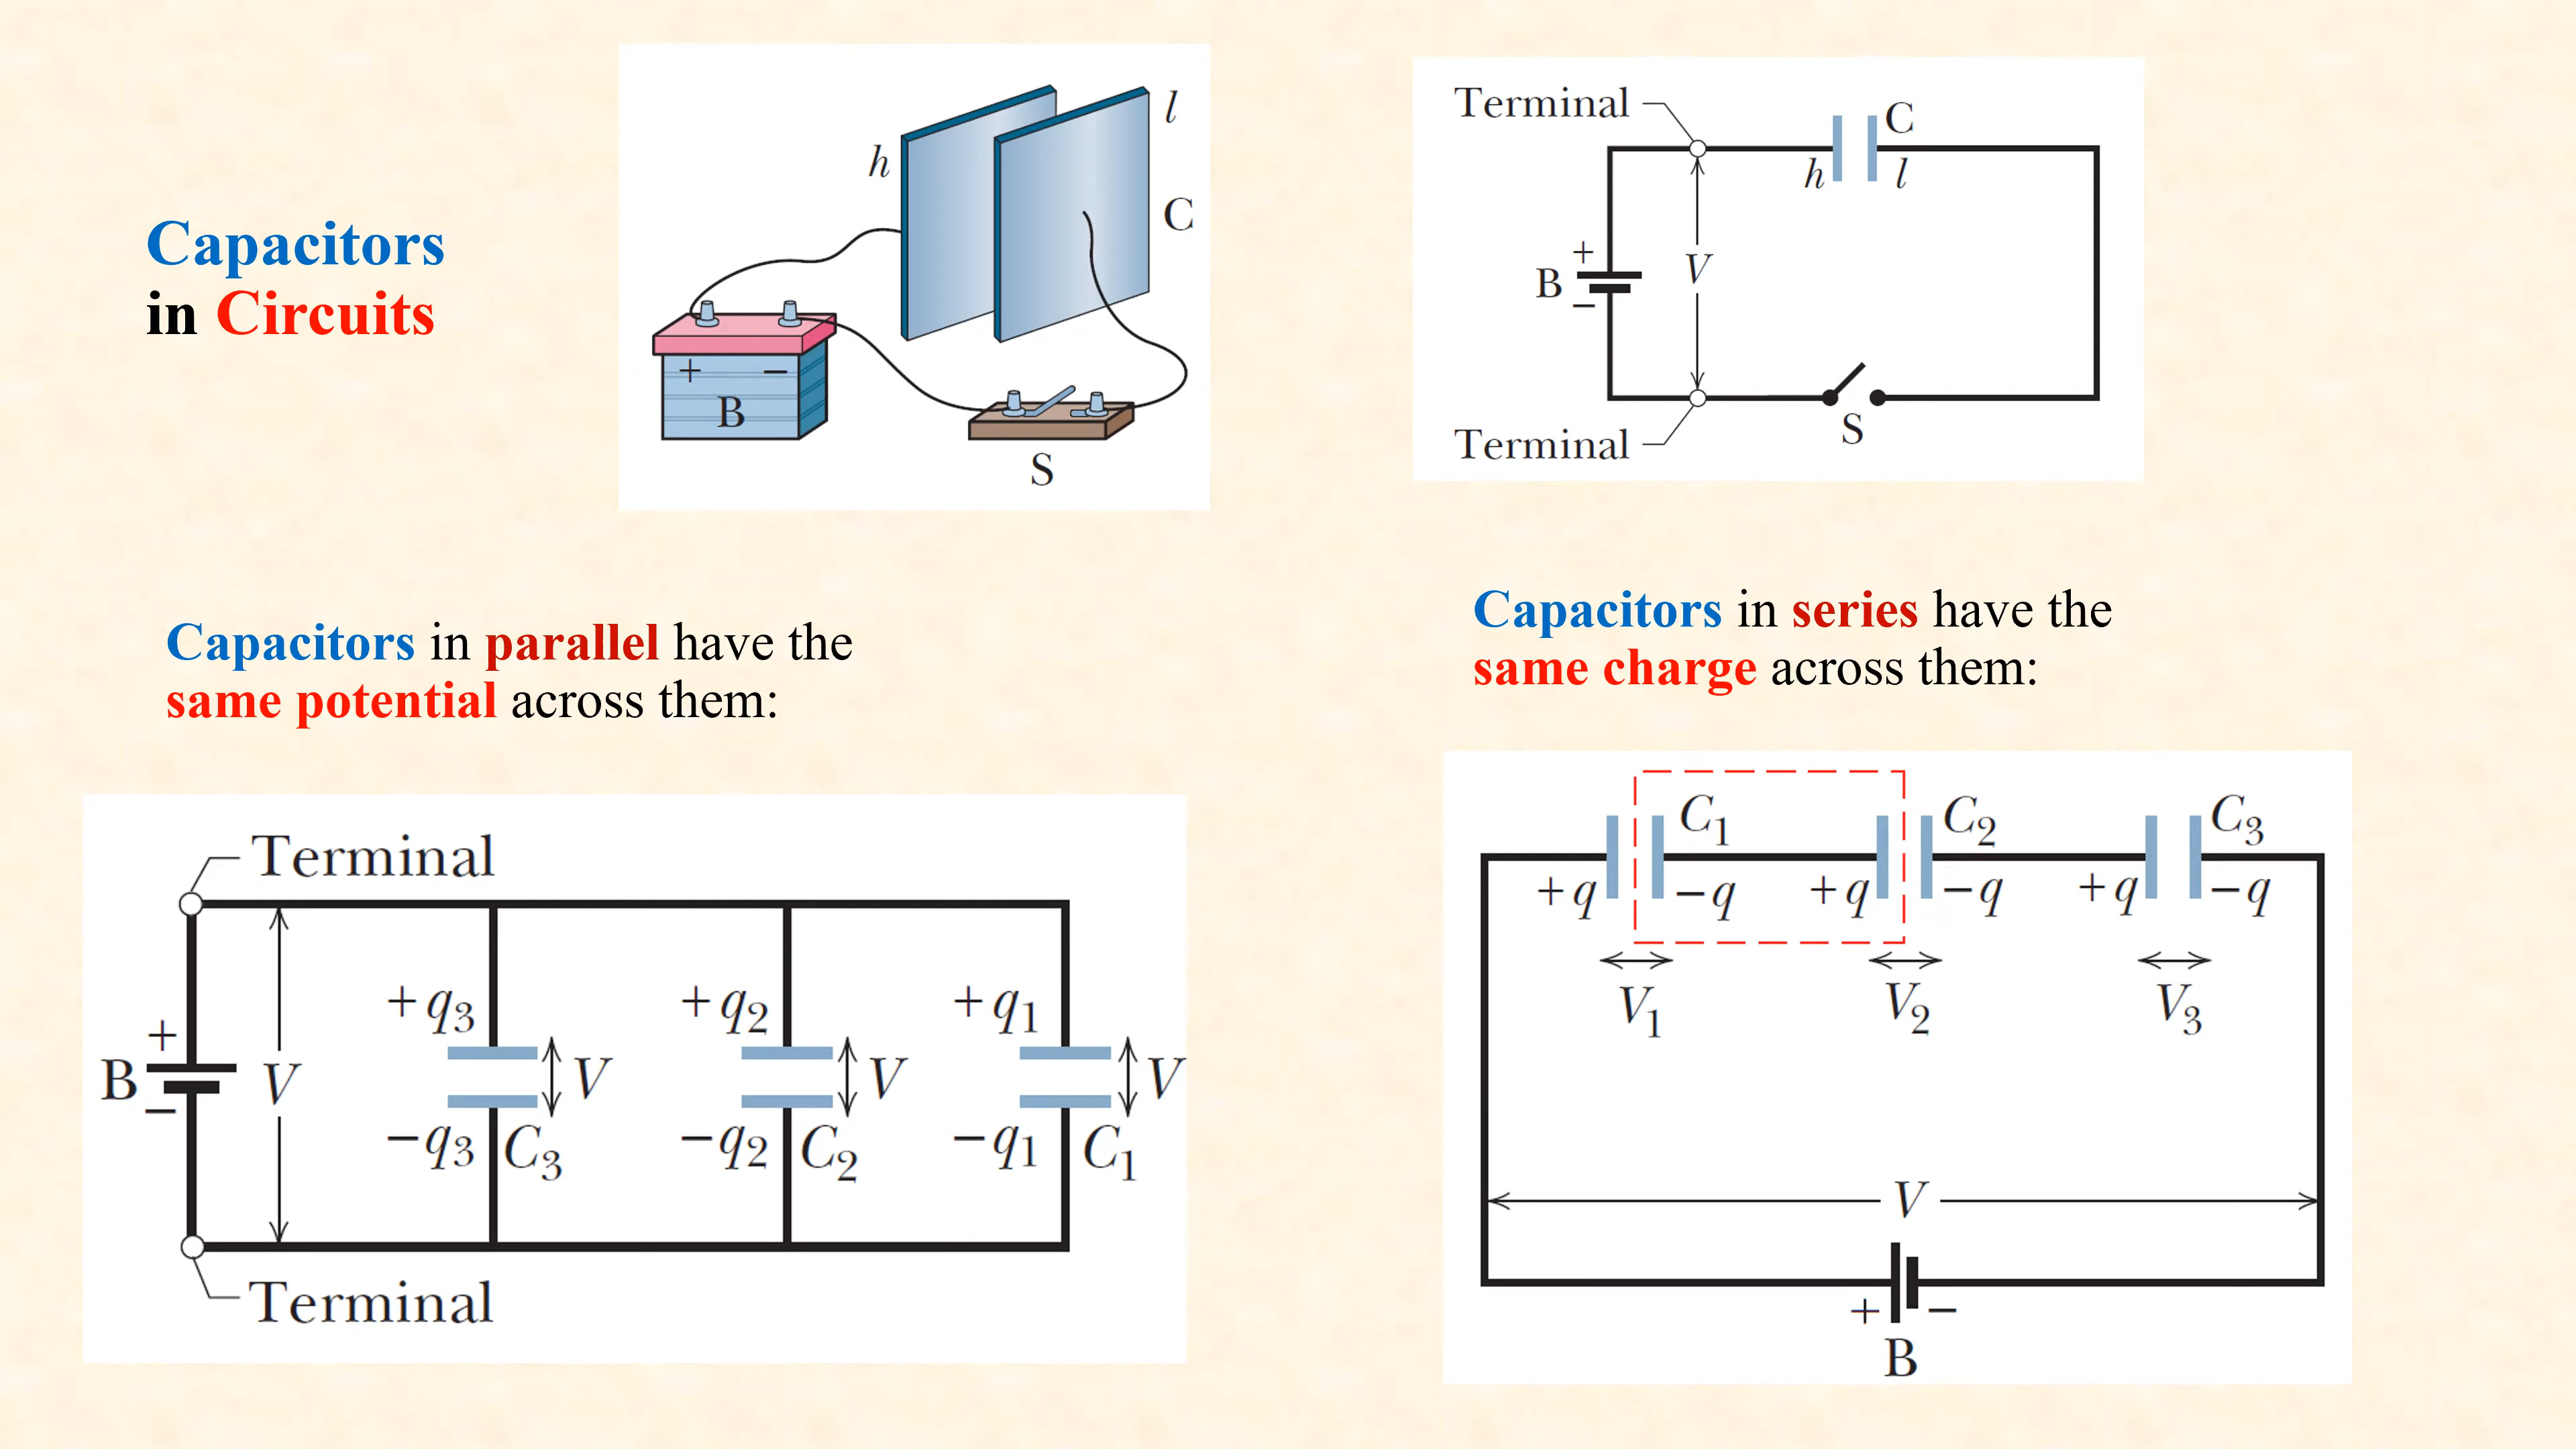 Capacitors
in Circuits
h
l
C
+ −
B
S
Terminal
C
h l
+
B
−
V
S
Terminal
Capacitors in parallel have the
same potential across them:
Terminal
+
B
−
V
+q3
−q3
C3
V
+q2
−q2
C2
V
+q1
−q1
C1
V
Terminal
Capacitors in series have the
same charge across them:
C1 C2 C3
+q −q +q −q +q −q
V1 V2 V3
V
+ −
B